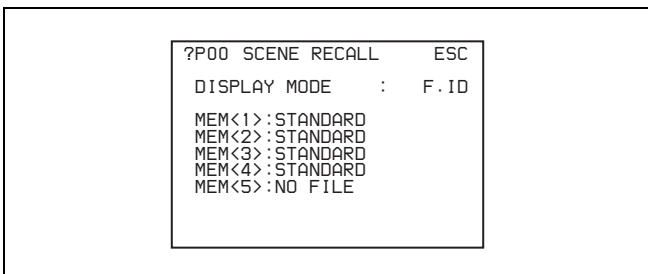 ?P00 SCENE RECALL ESC
DISPLAY MODE : F.ID
MEM<1>:STANDARD
MEM<2>:STANDARD
MEM<3>:STANDARD
MEM<4>:STANDARD
MEM<5>:NO FILE